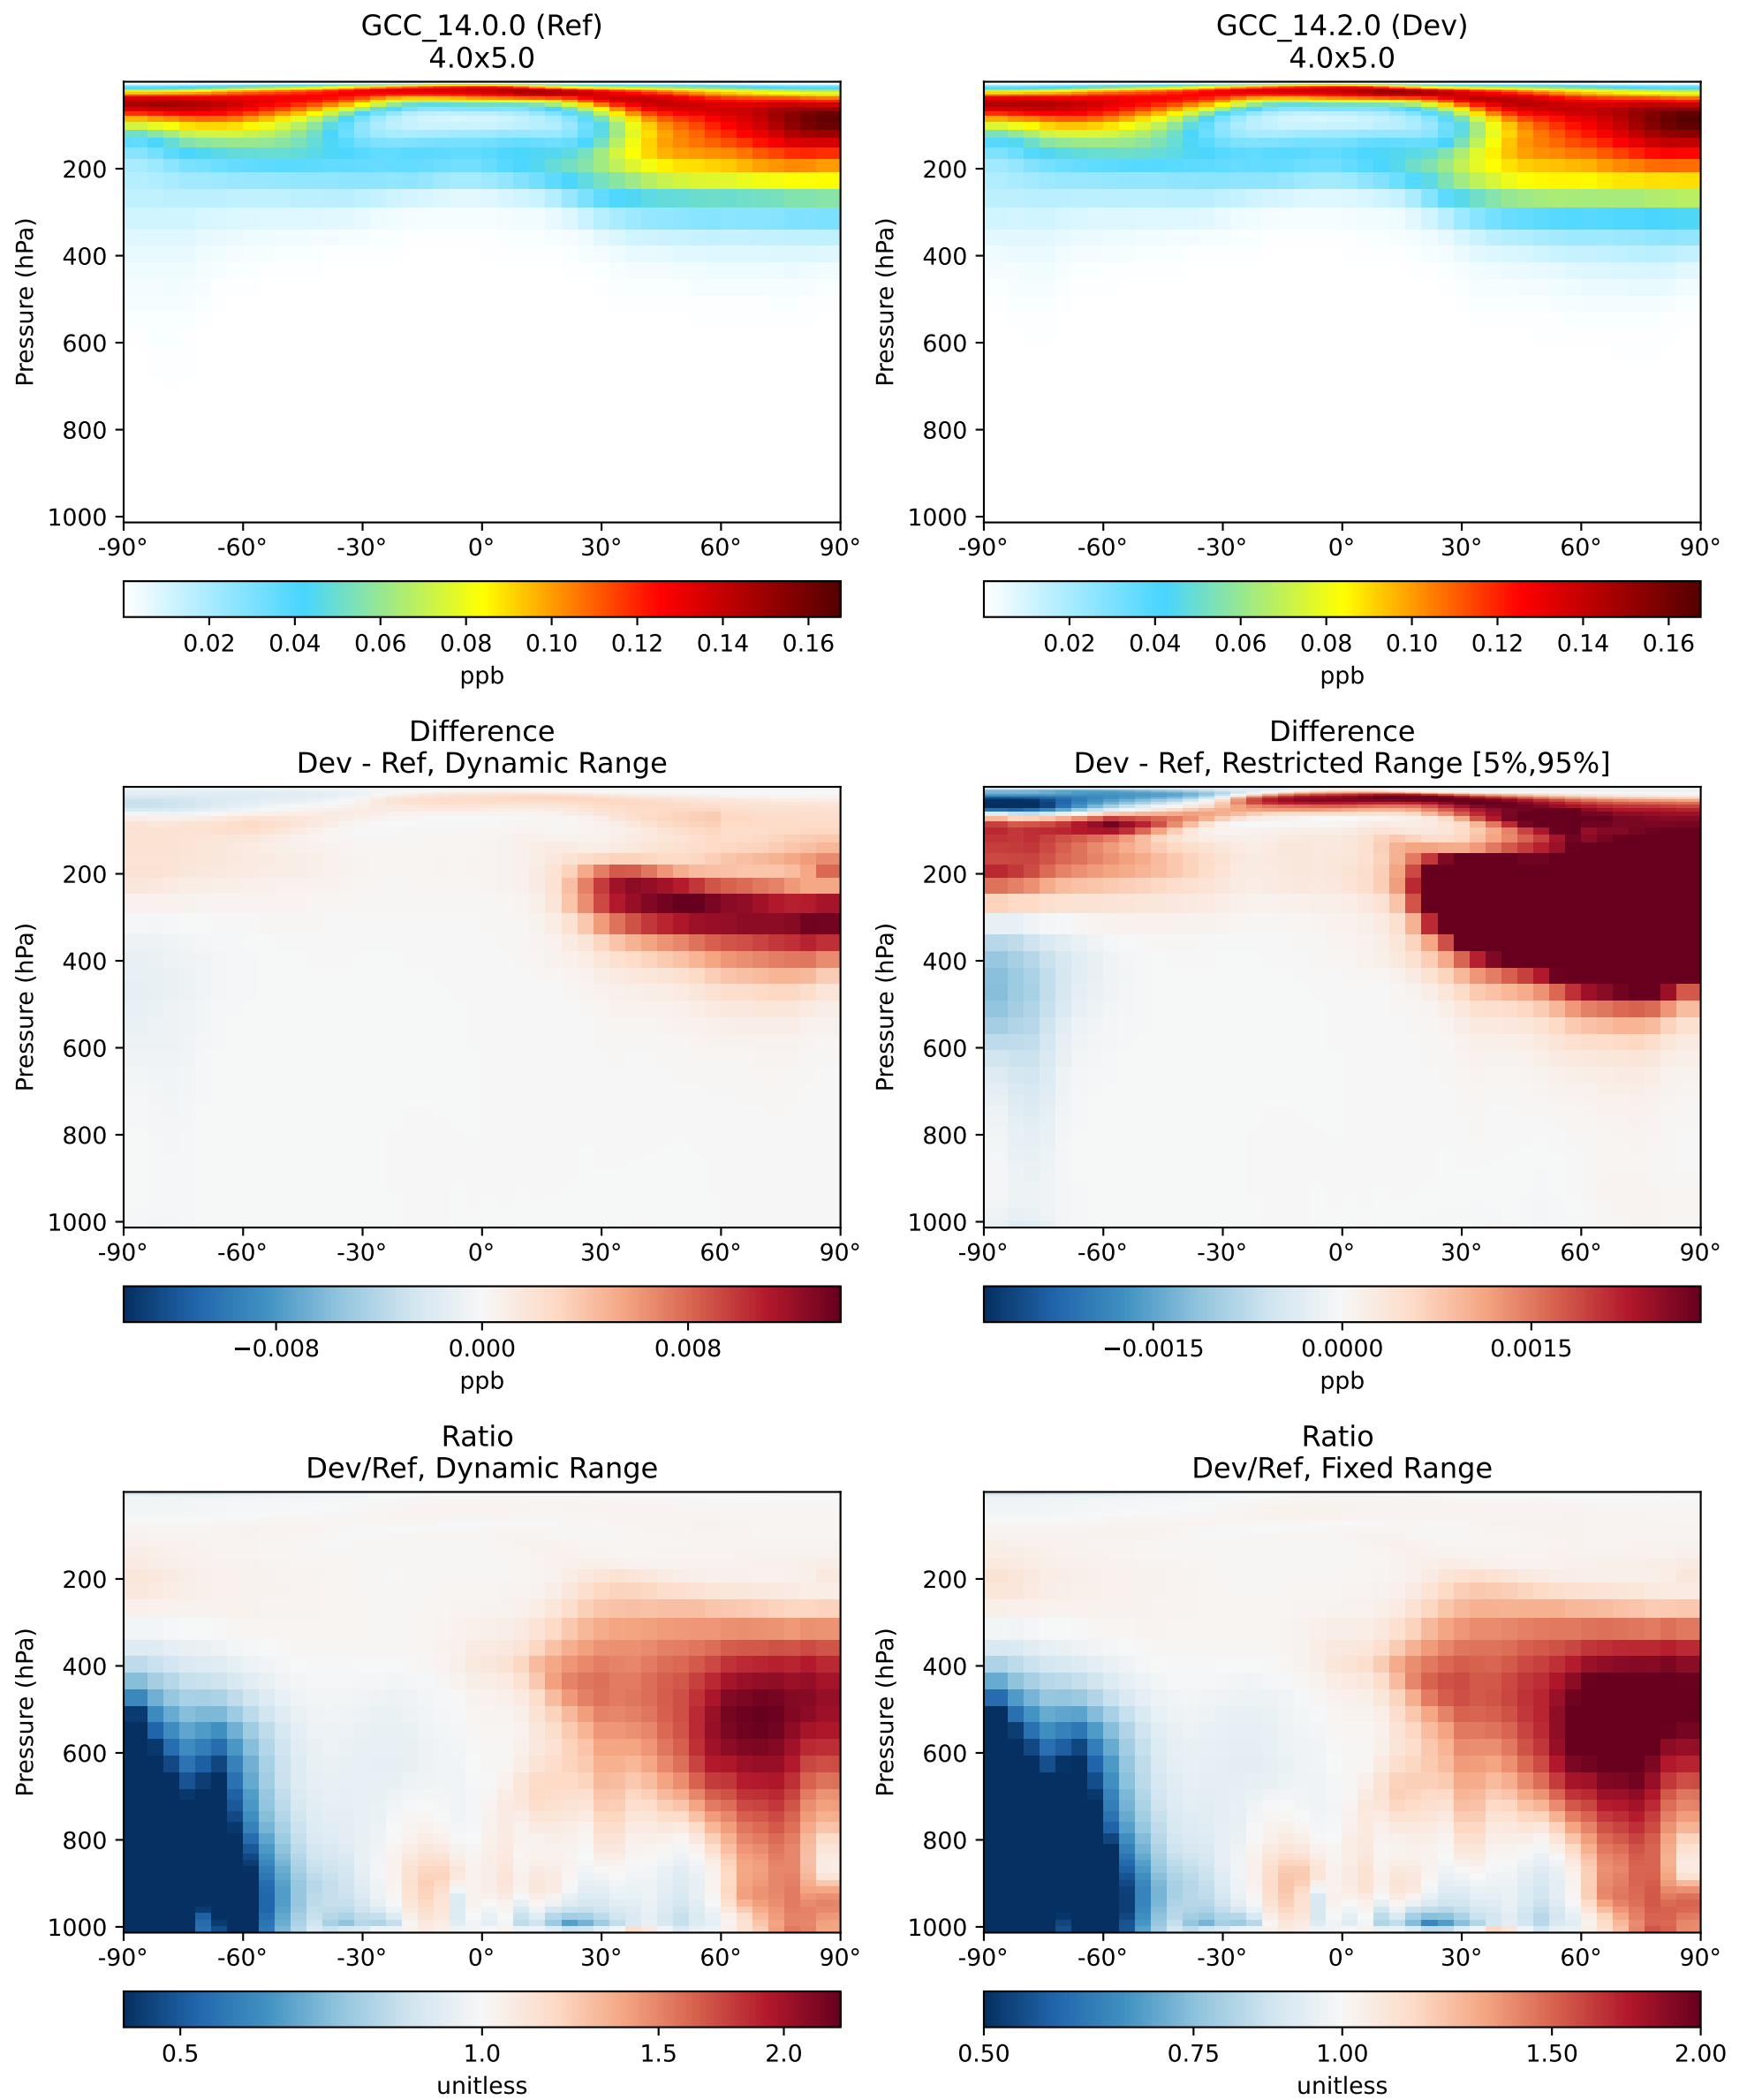 GCC_14.0.0 (Ref)
4.0x5.0
GCC_14.2.0 (Dev)
4.0x5.0
Pressure (hPa)
200
400
600
800
1000
-90° -60° -30° 0° 30° 60° 90°
Pressure (hPa)
200
400
600
800
1000
-90° -60° -30° 0° 30° 60° 90°
0.02 0.04 0.06 0.08 0.10 0.12 0.14 0.16
ppb
0.02 0.04 0.06 0.08 0.10 0.12 0.14 0.16
ppb
Difference
Dev - Ref, Dynamic Range
Difference
Dev - Ref, Restricted Range [5%,95%]
Pressure (hPa)
200
400
600
800
1000
-90° -60° -30° 0° 30° 60° 90°
Pressure (hPa)
200
400
600
800
1000
-90° -60° -30° 0° 30° 60° 90°
−0.008 0.000 0.008
ppb
−0.0015 0.0000 0.0015
ppb
Ratio
Dev/Ref, Dynamic Range
Ratio
Dev/Ref, Fixed Range
Pressure (hPa)
200
400
600
800
1000
-90° -60° -30° 0° 30° 60° 90°
Pressure (hPa)
200
400
600
800
1000
-90° -60° -30° 0° 30° 60° 90°
0.5 1.0 1.5 2.0
unitless
0.50 0.75 1.00 1.50 2.00
unitless